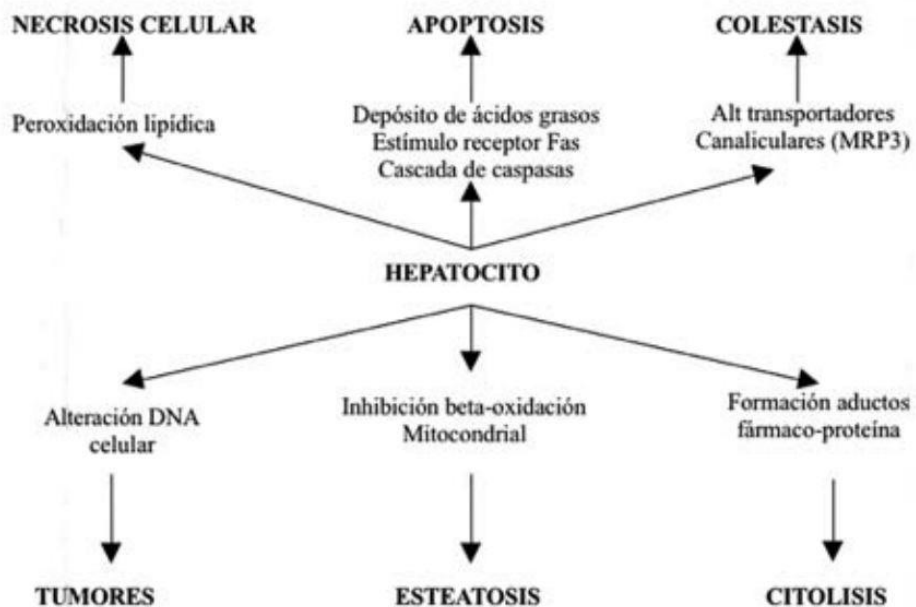 NECROSIS CELULAR
APOPTOSIS
COLESTASIS
Peroxidación lipídica
Depósito de ácidos grasos
Estímulo receptor Fas
Cascada de caspasas
Alt transportadores
Canaliculares (MRP3)
HEPATOCITO
Alteración DNA
celular
Inhibición beta-oxidación
Mitocondrial
Formación aductos
fármaco-proteína
TUMORES
ESTEATOSIS
CITOLISIS